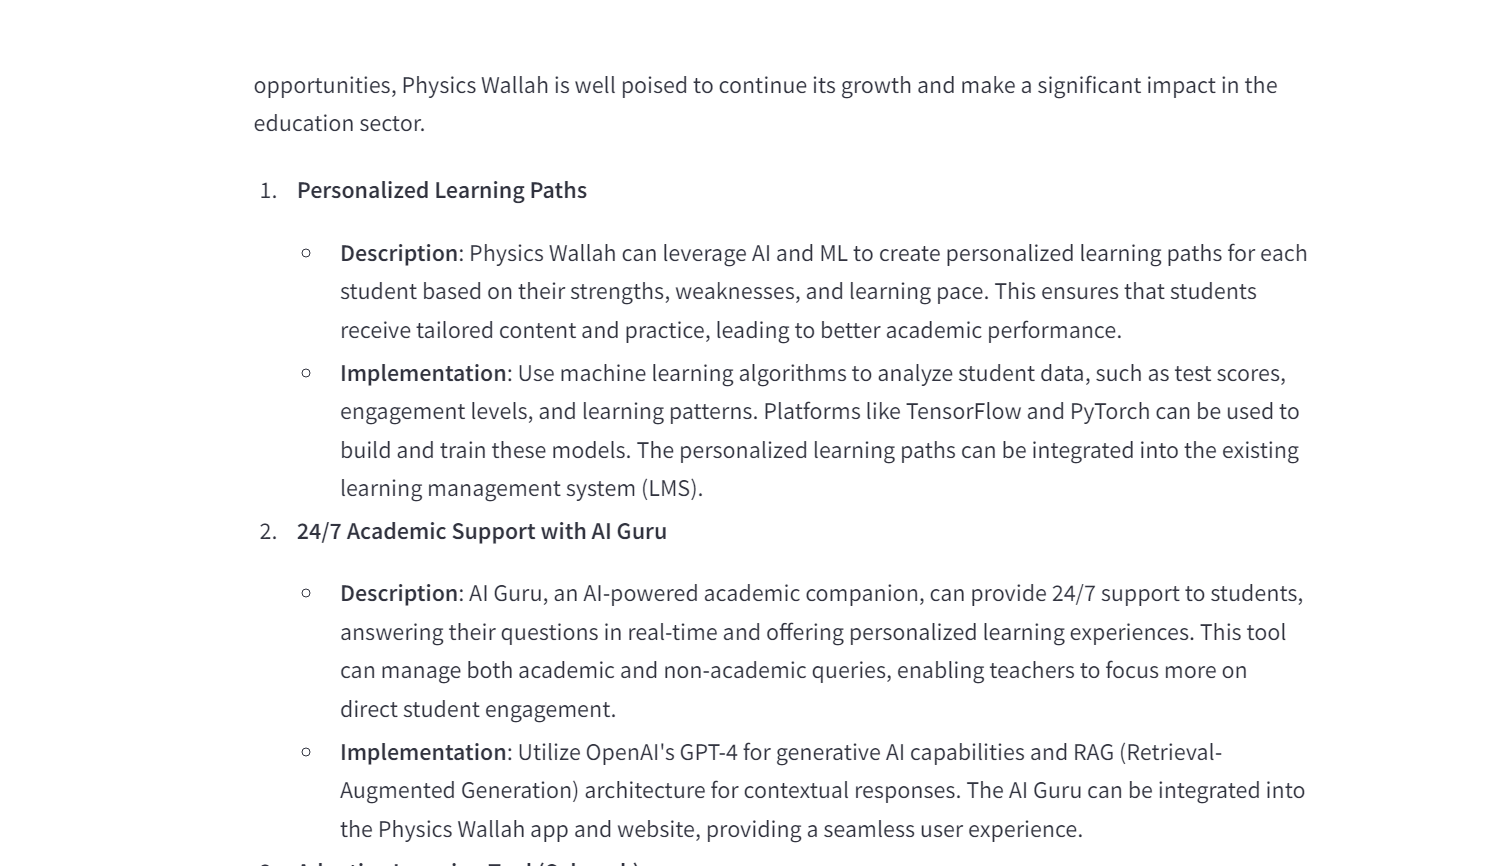 opportunities, Physics Wallah is well poised to continue its growth and make a significant impact in the
education sector.
1. Personalized Learning Paths
Description: Physics Wallah can leverage AI and ML to create personalized learning paths for each
student based on their strengths, weaknesses, and learning pace. This ensures that students
receive tailored content and practice, leading to better academic performance.
Implementation: Use machine learning algorithms to analyze student data, such as test scores,
engagement levels, and learning patterns. Platforms like TensorFlow and PyTorch can be used to
build and train these models. The personalized learning paths can be integrated into the existing
learning management system (LMS).
2. 24/7 Academic Support with AI Guru
Description: AI Guru, an AI-powered academic companion, can provide 24/7 support to students,
answering their questions in real-time and offering personalized learning experiences. This tool
can manage both academic and non-academic queries, enabling teachers to focus more on
direct student engagement.
Implementation: Utilize OpenAI's GPT-4 for generative AI capabilities and RAG (Retrieval-
Augmented Generation) architecture for contextual responses. The AI Guru can be integrated into
the Physics Wallah app and website, providing a seamless user experience.